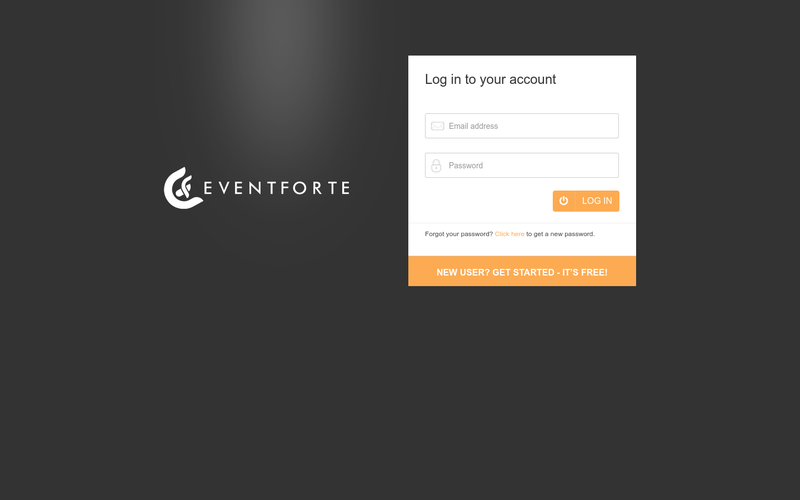 EVENTFORTE
Log in to your account
Email address
Password
LOG IN
Forgot your password? Click here to get a new password.
NEW USER? GET STARTED - IT'S FREE!